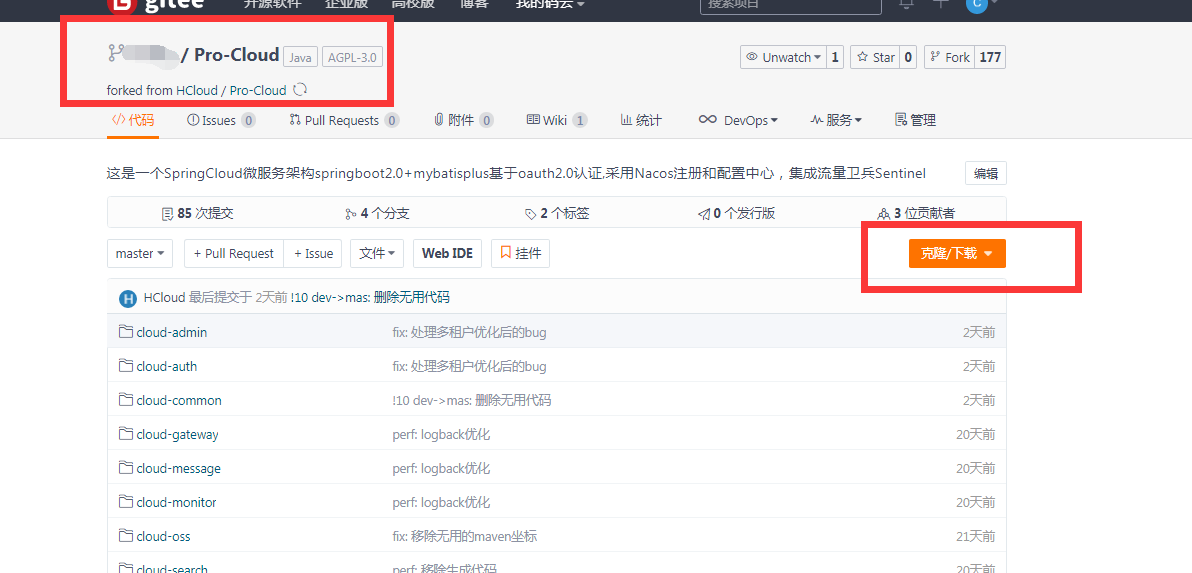 gitee 开源软件 企业版 高校版 博客 我的码云 搜索项目 C
/ Pro-Cloud Java AGPL-3.0 Unwatch 1 Star 0 Fork 177
forked from HCloud / Pro-Cloud
代码 Issues 0 Pull Requests 0 附件 0 Wiki 1 统计 DevOps 服务 管理
这是一个SpringCloud微服务架构springboot2.0+mybatisplus基于oauth2.0认证,采用Nacos注册和配置中心，集成流量卫兵Sentinel 编辑
85 次提交 4 个分支 2 个标签 0 个发行版 3 位贡献者
master + Pull Request + Issue 文件 Web IDE 挂件 克隆/下载
H HCloud 最后提交于 2天前 !10 dev->mas: 删除无用代码
cloud-admin fix: 处理多租户优化后的bug 2天前
cloud-auth fix: 处理多租户优化后的bug 2天前
cloud-common !10 dev->mas: 删除无用代码 2天前
cloud-gateway perf: logback优化 20天前
cloud-message perf: logback优化 20天前
cloud-monitor perf: logback优化 20天前
cloud-oss fix: 移除无用的maven坐标 21天前
cloud-search perf: 移除生成代码 20天前